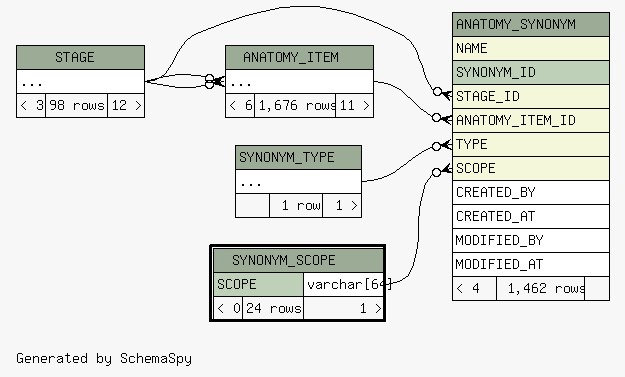 STAGE
...
< 3 98 rows 12 >
ANATOMY_ITEM
...
< 6 1,676 rows 11 >
SYNONYM_TYPE
...
1 row 1 >
SYNONYM_SCOPE
SCOPE varchar[64]
< 0 24 rows 1 >
ANATOMY_SYNONYM
NAME
SYNONYM_ID
STAGE_ID
ANATOMY_ITEM_ID
TYPE
SCOPE
CREATED_BY
CREATED_AT
MODIFIED_BY
MODIFIED_AT
< 4 1,462 rows
Generated by SchemaSpy